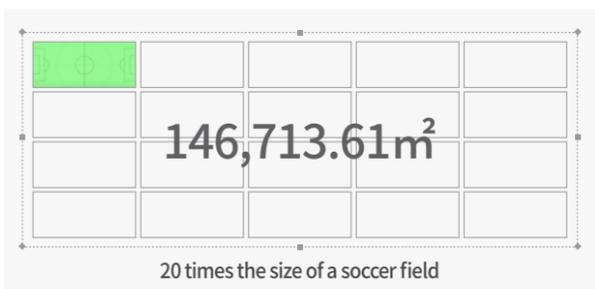 146,713.61㎡
20 times the size of a soccer field